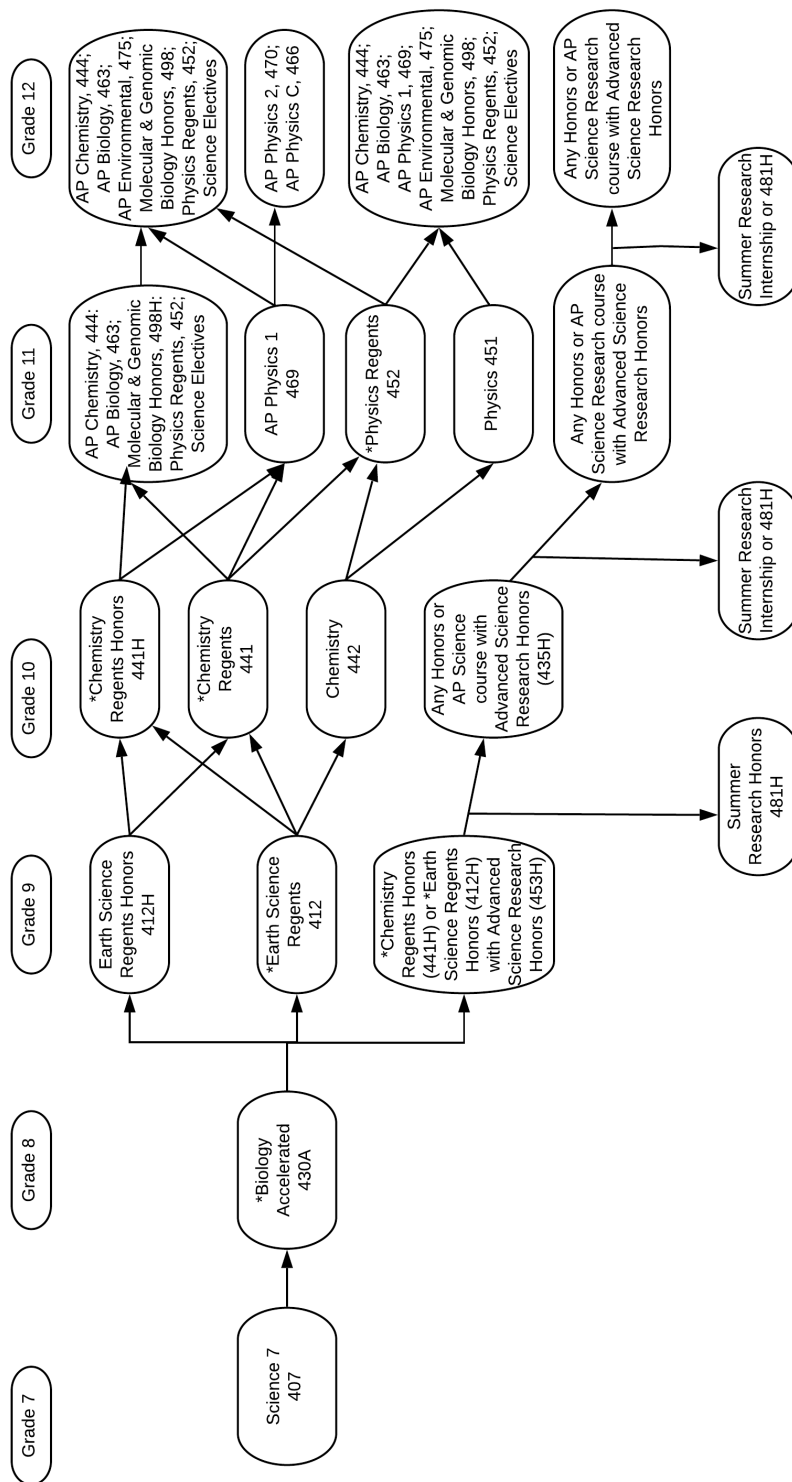 Grade 7
Grade 8
Grade 9
Grade 10
Grade 11
Grade 12
Science 7
407
*Biology
Accelerated
430A
Earth Science
Regents Honors
412H
*Earth Science
Regents
412
*Chemistry
Regents Honors
(441H) or *Earth
Science Regents
Honors (412H)
with Advanced
Science Research
Honors (453H)
Summer
Research Honors
481H
*Chemistry
Regents Honors
441H
*Chemistry
Regents
441
Chemistry
442
Any Honors or
AP Science
course with
Advanced Science
Research Honors
(435H)
Summer Research
Internship or 481H
AP Chemistry, 444:
AP Biology, 463;
Molecular & Genomic
Biology Honors, 498H:
Physics Regents, 452;
Science Electives
AP Physics 1
469
*Physics Regents
452
Physics 451
Any Honors or AP
Science Research course
with Advanced Science
Research Honors
Summer Research
Internship or 481H
AP Chemistry, 444;
AP Biology, 463;
AP Environmental, 475;
Molecular & Genomic
Biology Honors, 498;
Physics Regents, 452;
Science Electives
AP Physics 2, 470;
AP Physics C, 466
AP Chemistry, 444;
AP Biology, 463;
AP Physics 1, 469;
AP Environmental, 475;
Molecular & Genomic
Biology Honors, 498;
Physics Regents, 452;
Science Electives
Any Honors or AP
Science Research
course with Advanced
Science Research
Honors